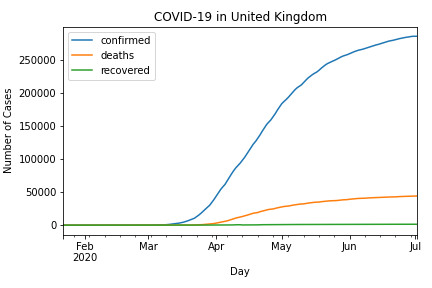 COVID-19 in United Kingdom
confirmed
deaths
recovered
Number of Cases
250000
200000
150000
100000
50000
0
Feb Mar Apr May Jun Jul
2020
Day